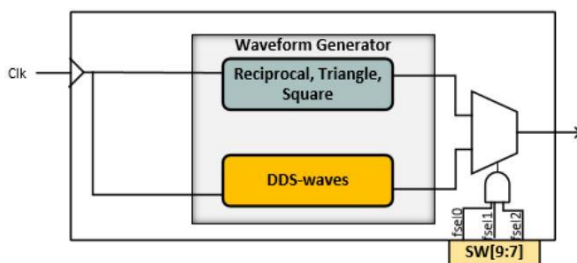 Waveform Generator
Clk
Reciprocal, Triangle,
Square
DDS-waves
fsel0
fsel1
fsel2
SW[9:7]